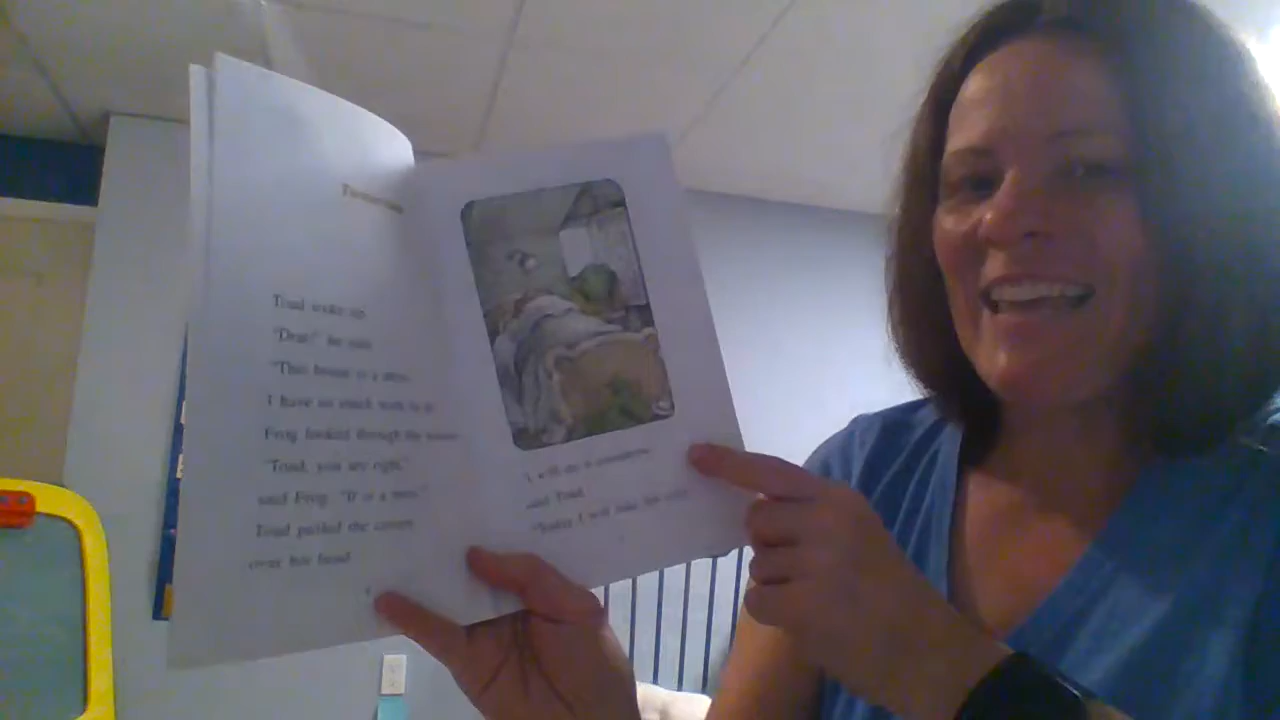 Tomorrow
Toad woke up.
"Drat!" he said.
"This house is a mess.
I have so much work to do."
Frog looked through the window.
"Toad, you are right,"
said Frog. "It is a mess."
Toad pulled the covers
over his head.
"I will do it tomorrow,"
said Toad.
"Today I will take life easy."